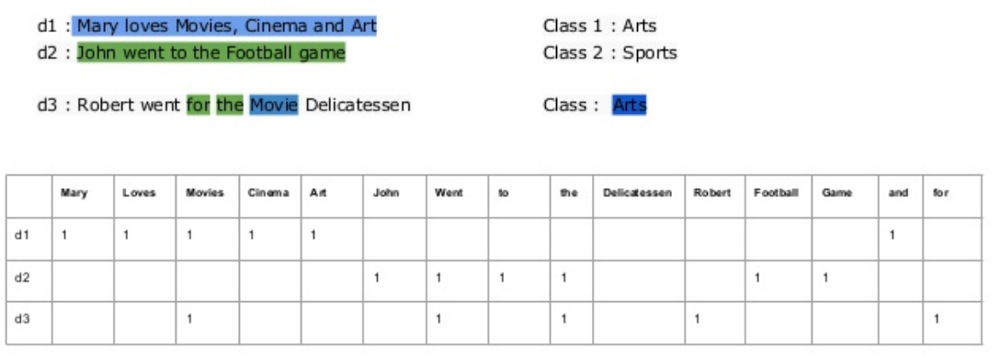 d1 : Mary loves Movies, Cinema and Art Class 1 : Arts
d2 : John went to the Football game Class 2 : Sports
d3 : Robert went for the Movie Delicatessen Class : Arts
Mary Loves Movies Cinema Art John Went to the Delicatessen Robert Football Game and for
d1 1 1 1 1 1 1
d2 1 1 1 1 1 1
d3 1 1 1 1 1